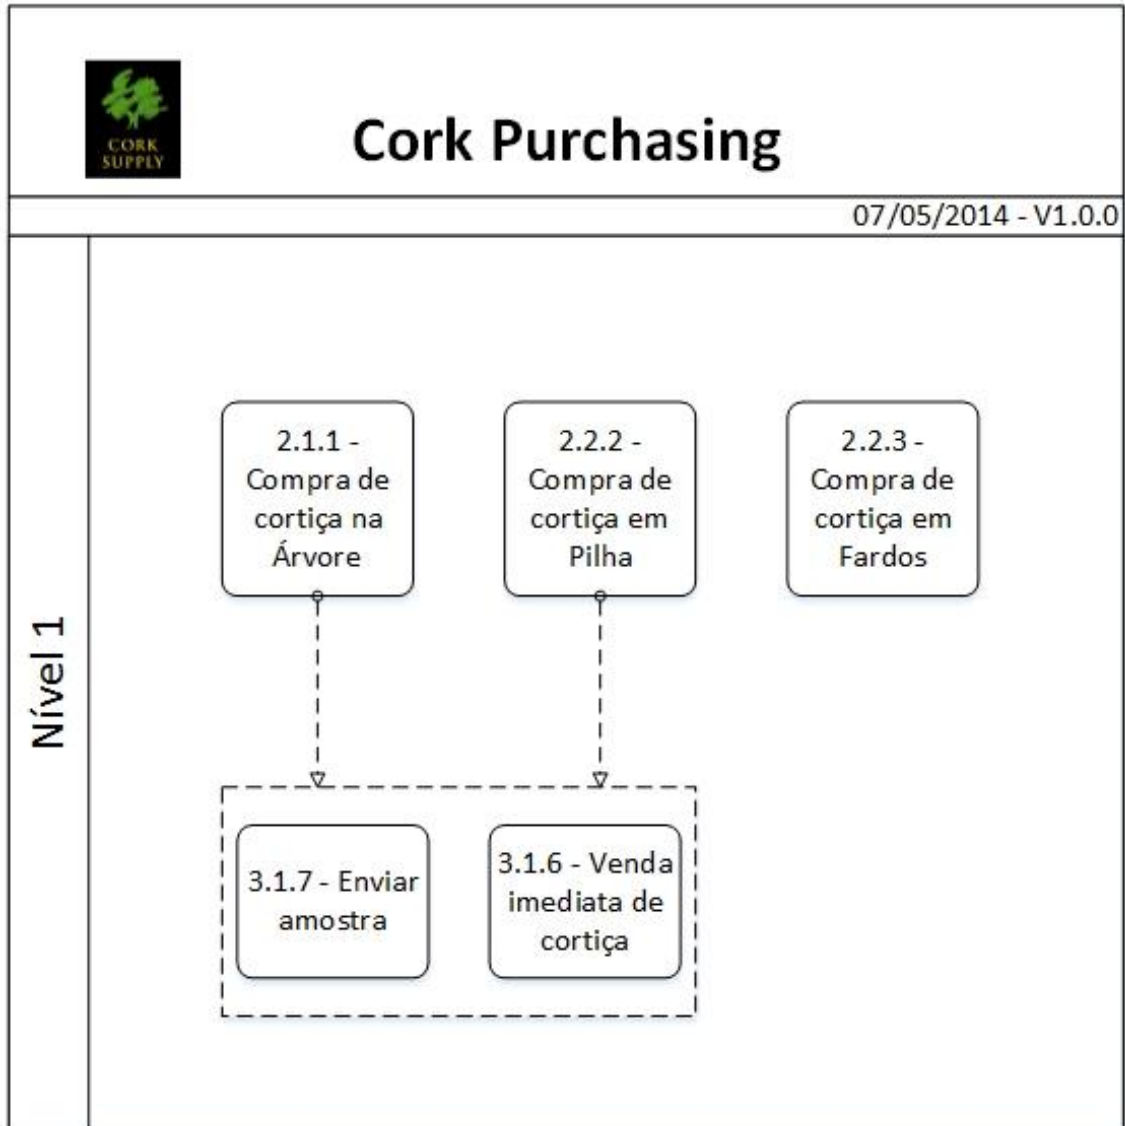 CORK
SUPPLY
Cork Purchasing
07/05/2014 - V1.0.0
Nível 1
2.1.1 -
Compra de
cortiça na
Árvore
2.2.2 -
Compra de
cortiça em
Pilha
2.2.3 -
Compra de
cortiça em
Fardos
3.1.7 - Enviar
amostra
3.1.6 - Venda
imediata de
cortiça